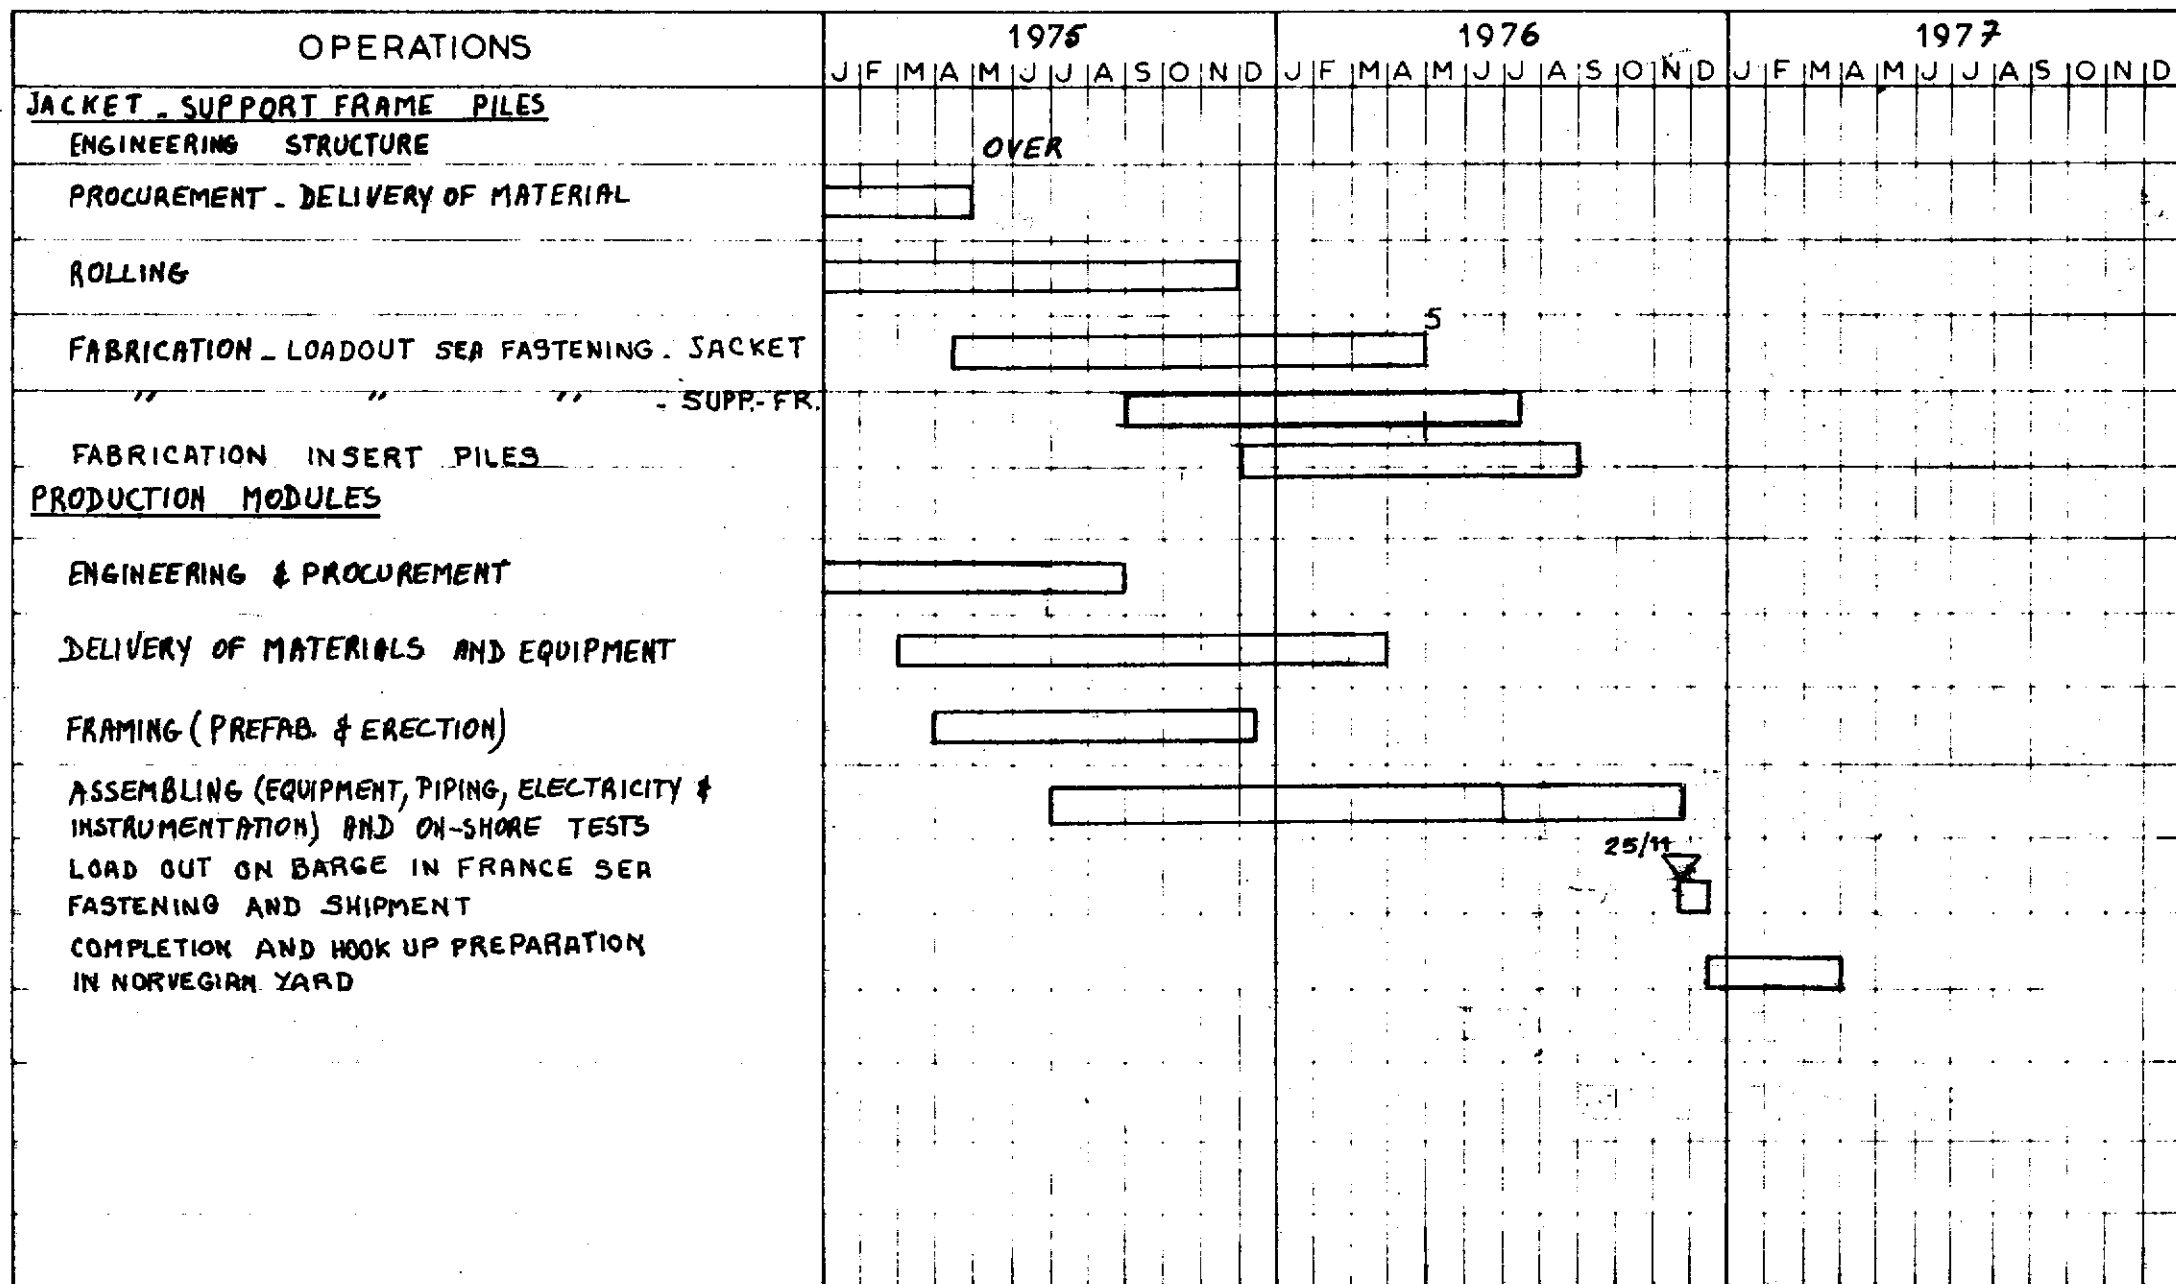 OPERATIONS
1975 1976 1977
J F M A M J J A S O N D J F M A M J J A S O N D J F M A M J J A S O N D
JACKET - SUPPORT FRAME PILES
ENGINEERING STRUCTURE OVER
PROCUREMENT - DELIVERY OF MATERIAL
ROLLING
5
FABRICATION - LOADOUT SEA FASTENING - JACKET
" " " - SUPP.-FR.
FABRICATION INSERT PILES
PRODUCTION MODULES
ENGINEERING & PROCUREMENT
DELIVERY OF MATERIALS AND EQUIPMENT
FRAMING (PREFAB. & ERECTION)
ASSEMBLING (EQUIPMENT, PIPING, ELECTRICITY &
INSTRUMENTATION) AND ON-SHORE TESTS
25/11
LOAD OUT ON BARGE IN FRANCE SEA
FASTENING AND SHIPMENT
COMPLETION AND HOOK UP PREPARATION
IN NORVEGIAN YARD